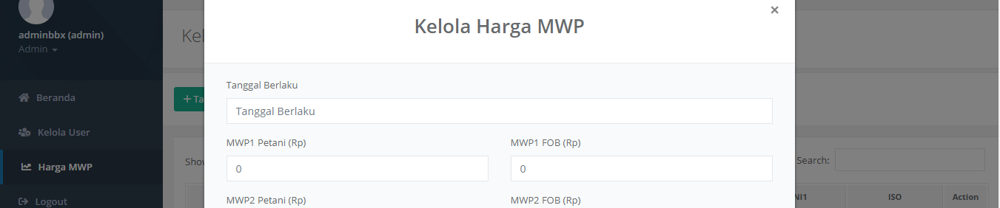 Kelola Harga MWP
×
adminbbx (admin)
Admin
Kel
Beranda
Kelola User
Harga MWP
Logout
+ Ta
Tanggal Berlaku
Tanggal Berlaku
MWP1 Petani (Rp)
MWP1 FOB (Rp)
0
0
MWP2 Petani (Rp)
MWP2 FOB (Rp)
Show
Search:
NI1
ISO
Action